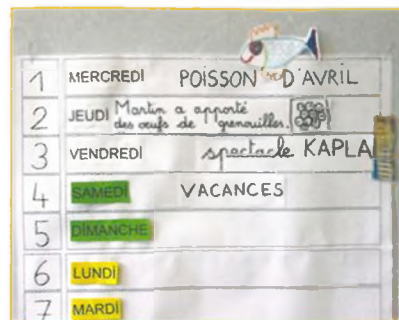 1 MERCREDI POISSON D'AVRIL
2 JEUDI Martin a apporté
des œufs de grenouilles.
3 VENDREDI spectacle KAPLA
4 SAMEDI VACANCES
5 DIMANCHE
6 LUNDI
7 MARDI